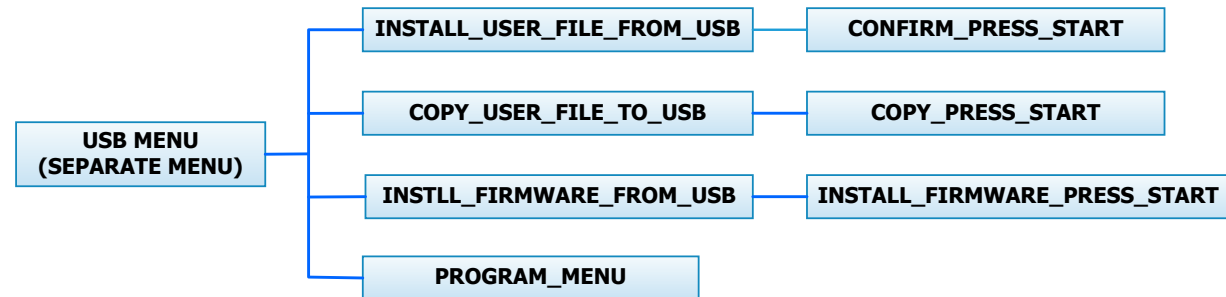 INSTALL_USER_FILE_FROM_USB
CONFIRM_PRESS_START
COPY_USER_FILE_TO_USB
COPY_PRESS_START
USB MENU
(SEPARATE MENU)
INSTLL_FIRMWARE_FROM_USB
INSTALL_FIRMWARE_PRESS_START
PROGRAM_MENU